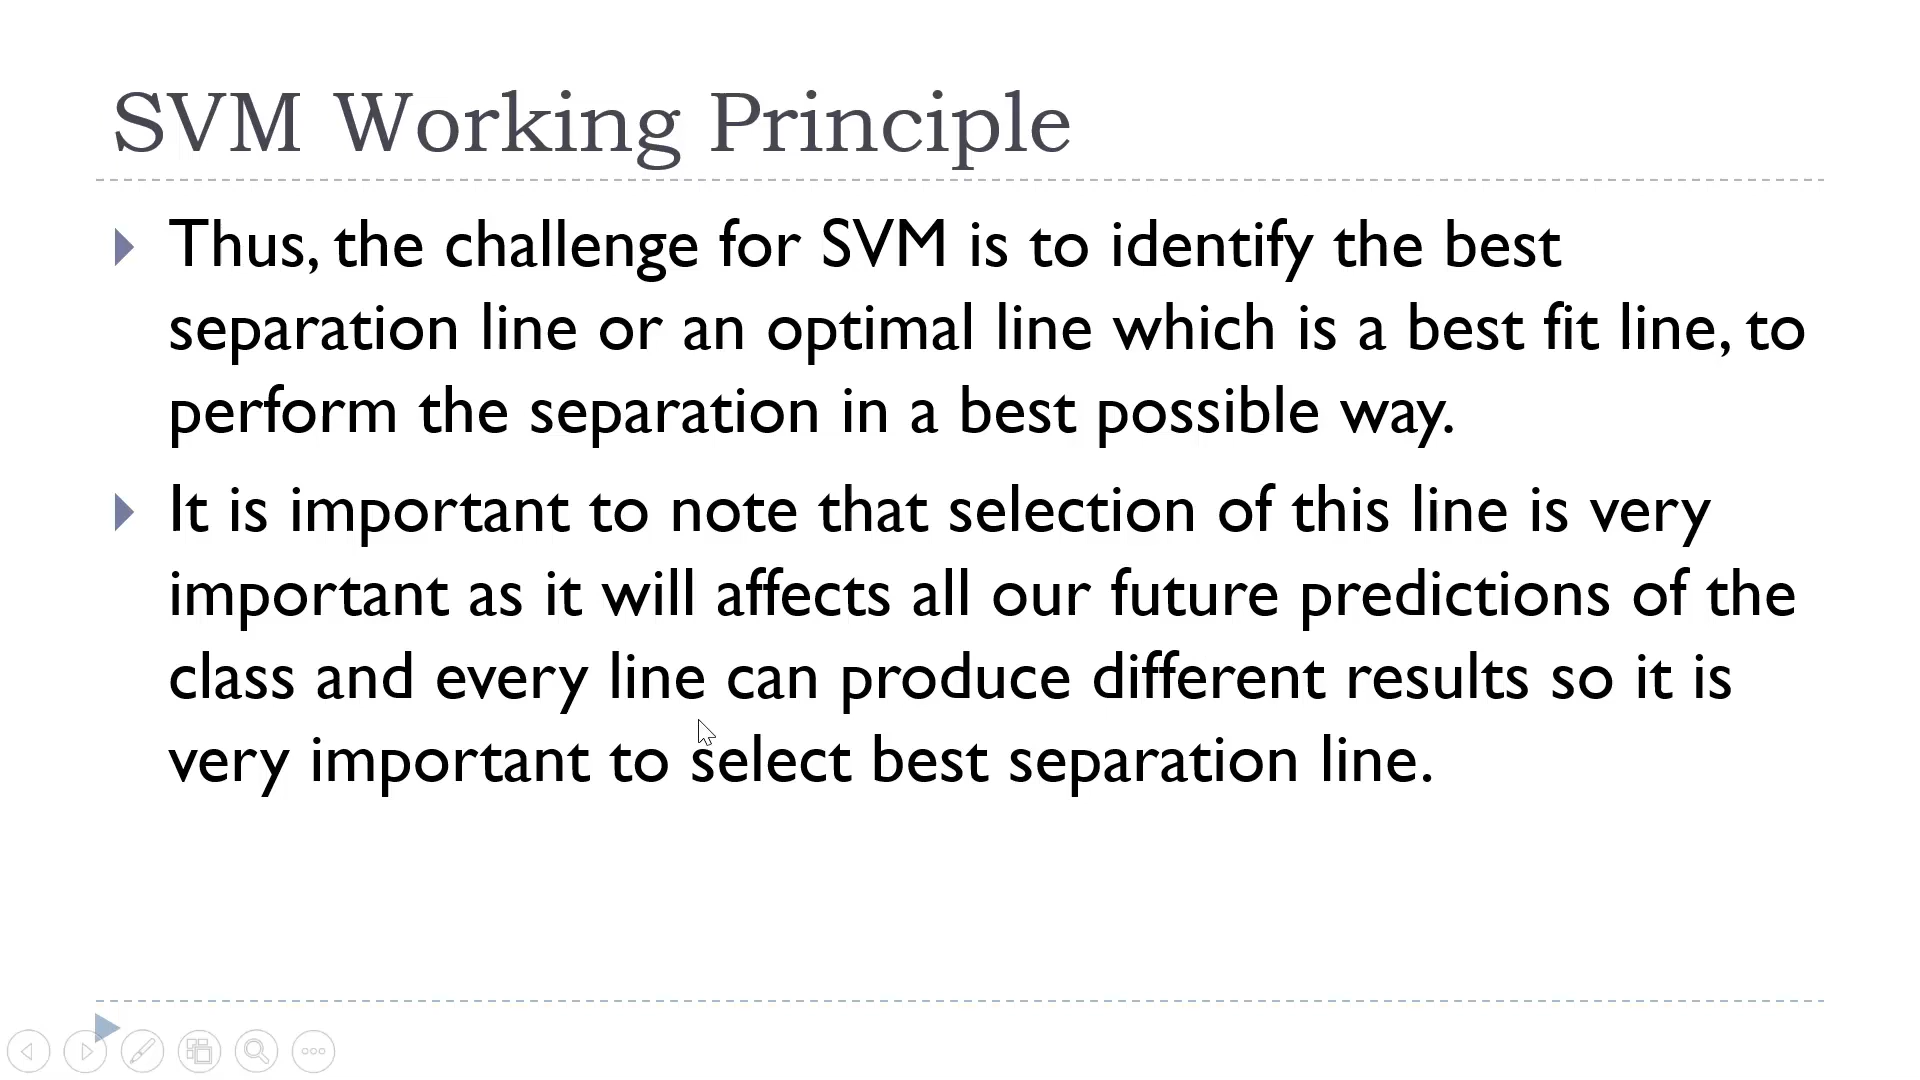 SVM Working Principle
Thus, the challenge for SVM is to identify the best
separation line or an optimal line which is a best fit line, to
perform the separation in a best possible way.
It is important to note that selection of this line is very
important as it will affects all our future predictions of the
class and every line can produce different results so it is
very important to select best separation line.